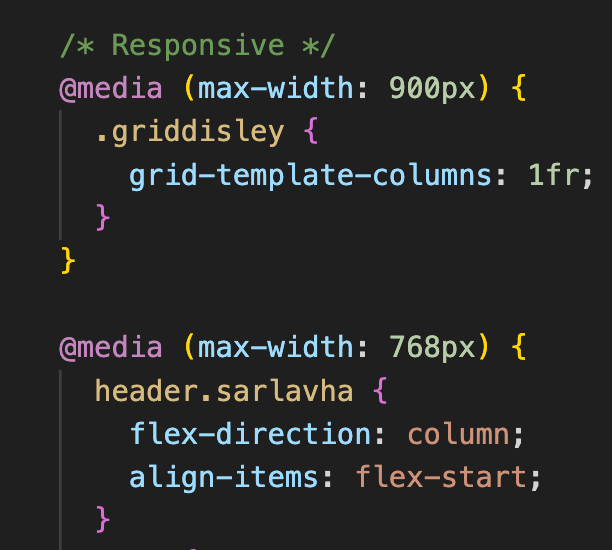 /* Responsive */
@media (max-width: 900px) {
.griddisley {
grid-template-columns: 1fr;
}
}
@media (max-width: 768px) {
header.sarlavha {
flex-direction: column;
align-items: flex-start;
}